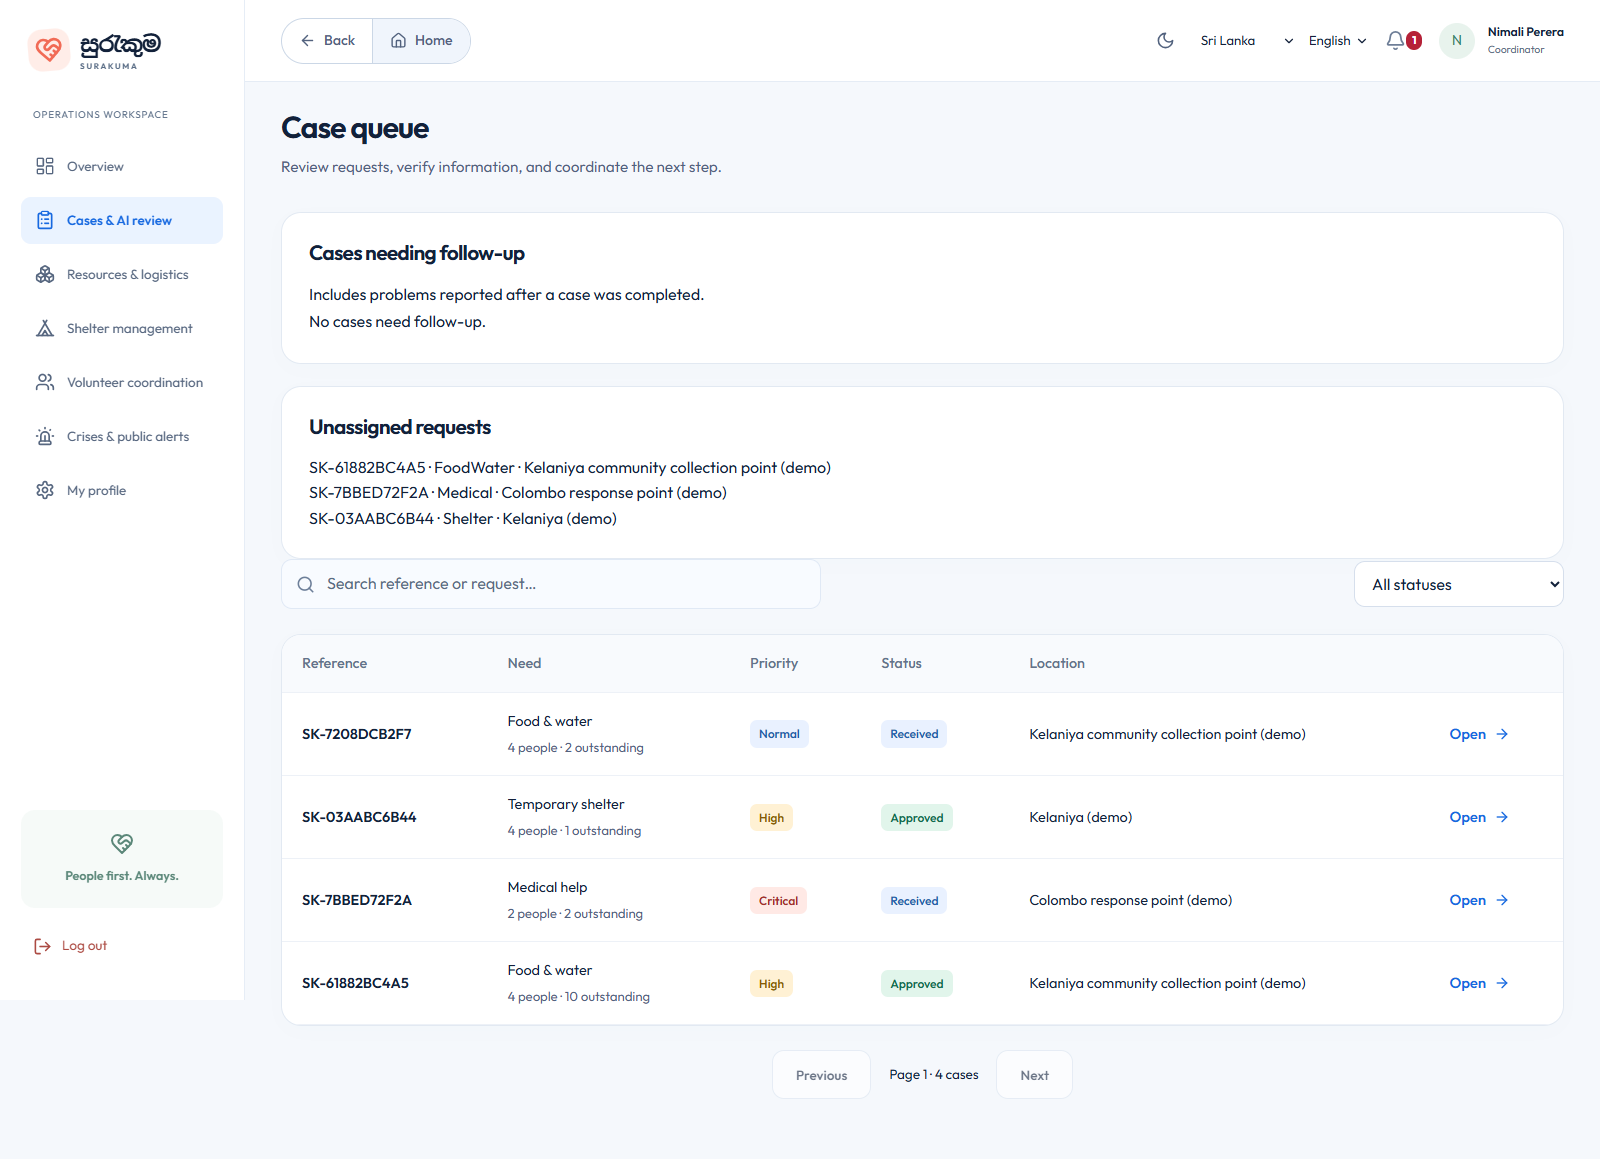 සුරැකුම
SURAKUMA
OPERATIONS WORKSPACE
Overview
Cases & AI review
Resources & logistics
Shelter management
Volunteer coordination
Crises & public alerts
My profile
People first. Always.
Log out
Back
Home
Sri Lanka
English
1
N
Nimali Perera
Coordinator
Case queue
Review requests, verify information, and coordinate the next step.
Cases needing follow-up
Includes problems reported after a case was completed.
No cases need follow-up.
Unassigned requests
SK-61882BC4A5 · FoodWater · Kelaniya community collection point (demo)
SK-7BBED72F2A · Medical · Colombo response point (demo)
SK-03AABC6B44 · Shelter · Kelaniya (demo)
Search reference or request...
All statuses
Reference Need Priority Status Location
SK-7208DCB2F7 Food & water Normal Received Kelaniya community collection point (demo) Open
4 people · 2 outstanding
SK-03AABC6B44 Temporary shelter High Approved Kelaniya (demo) Open
4 people · 1 outstanding
SK-7BBED72F2A Medical help Critical Received Colombo response point (demo) Open
2 people · 2 outstanding
SK-61882BC4A5 Food & water High Approved Kelaniya community collection point (demo) Open
4 people · 10 outstanding
Previous Page 1 · 4 cases Next